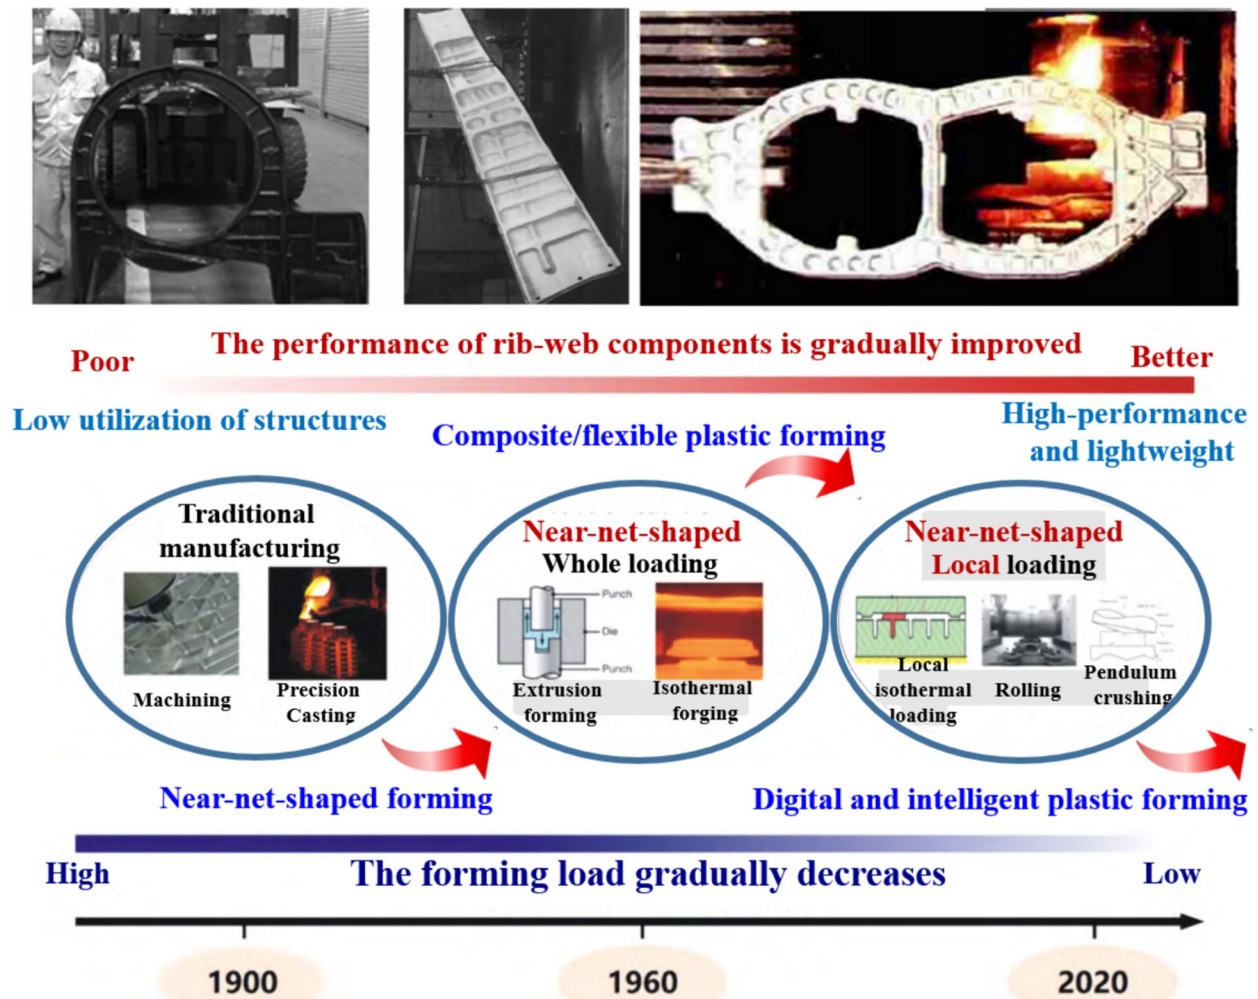 The performance of rib-web components is gradually improved
Poor
Better
Low utilization of structures
Composite/flexible plastic forming
High-performance
and lightweight
Traditional
manufacturing
Machining
Precision
Casting
Near-net-shaped
Whole loading
Punch
Die
Punch
Extrusion
forming
Isothermal
forging
Near-net-shaped
Local loading
Local
isothermal
loading
Rolling
Pendulum
crushing
Near-net-shaped forming
Digital and intelligent plastic forming
High
The forming load gradually decreases
Low
1900
1960
2020